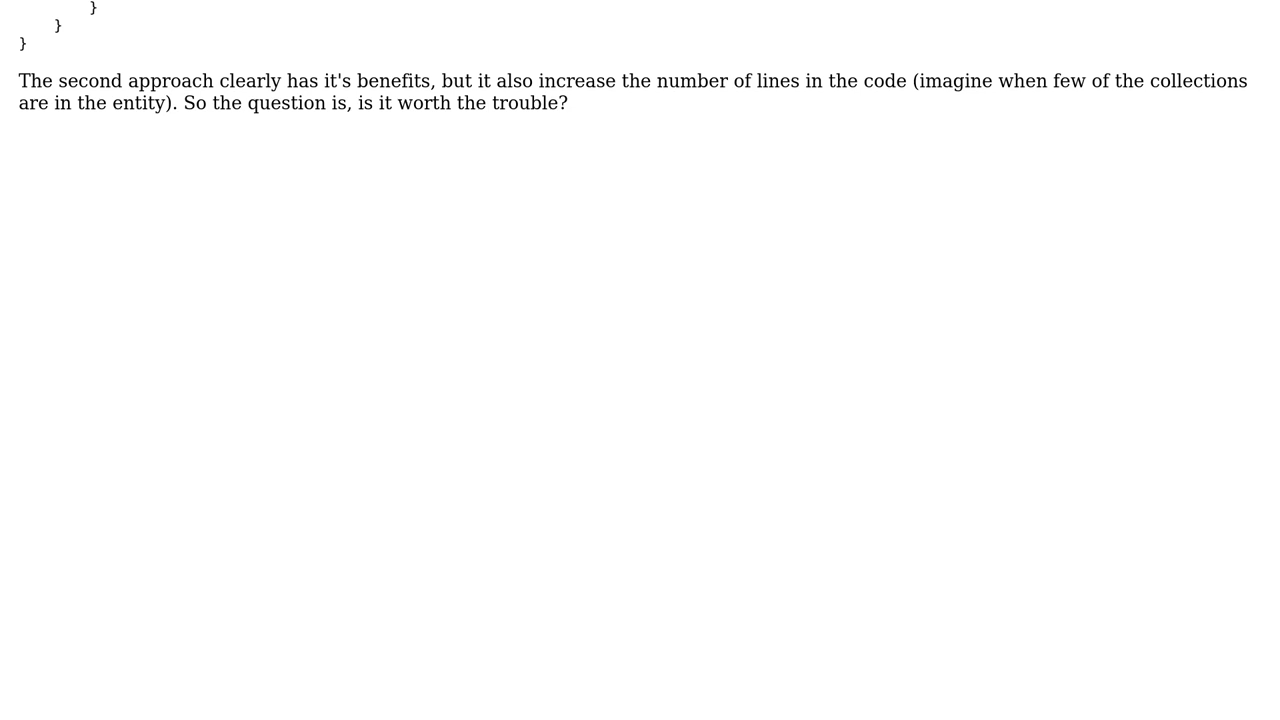 }
    }
}
The second approach clearly has it's benefits, but it also increase the number of lines in the code (imagine when few of the collections
are in the entity). So the question is, is it worth the trouble?